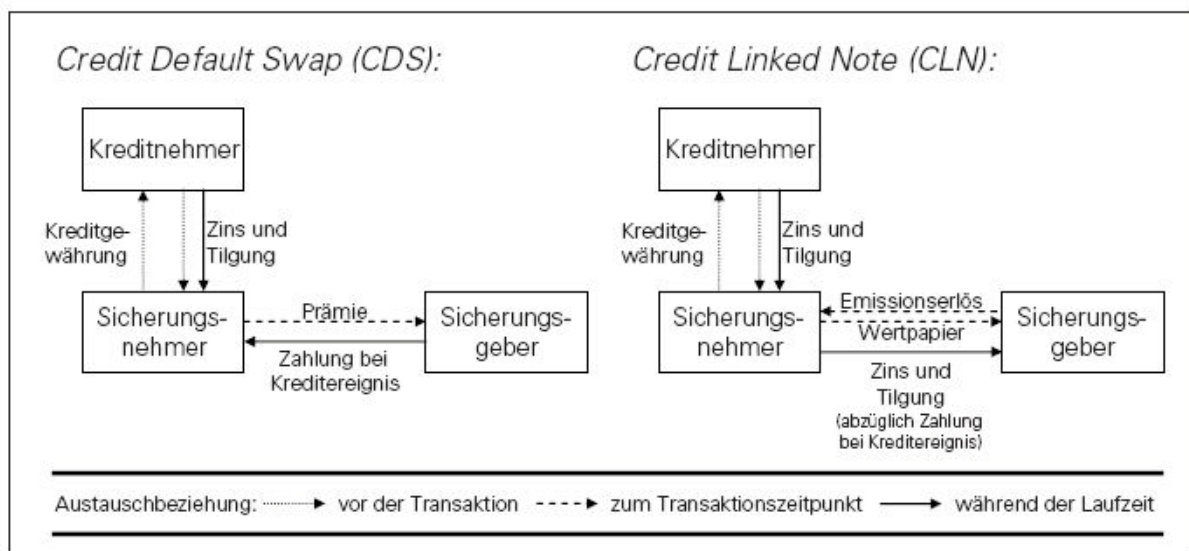 Credit Default Swap (CDS):
Kreditnehmer
Kreditge-
währung
Zins und
Tilgung
Sicherungs-
nehmer
Prämie
Zahlung bei
Kreditereignis
Sicherungs-
geber
Credit Linked Note (CLN):
Kreditnehmer
Kreditge-
währung
Zins und
Tilgung
Sicherungs-
nehmer
Emissionserlös
Wertpapier
Zins und
Tilgung
(abzüglich Zahlung
bei Kreditereignis)
Sicherungs-
geber
Austauschbeziehung: vor der Transaktion zum Transaktionszeitpunkt während der Laufzeit